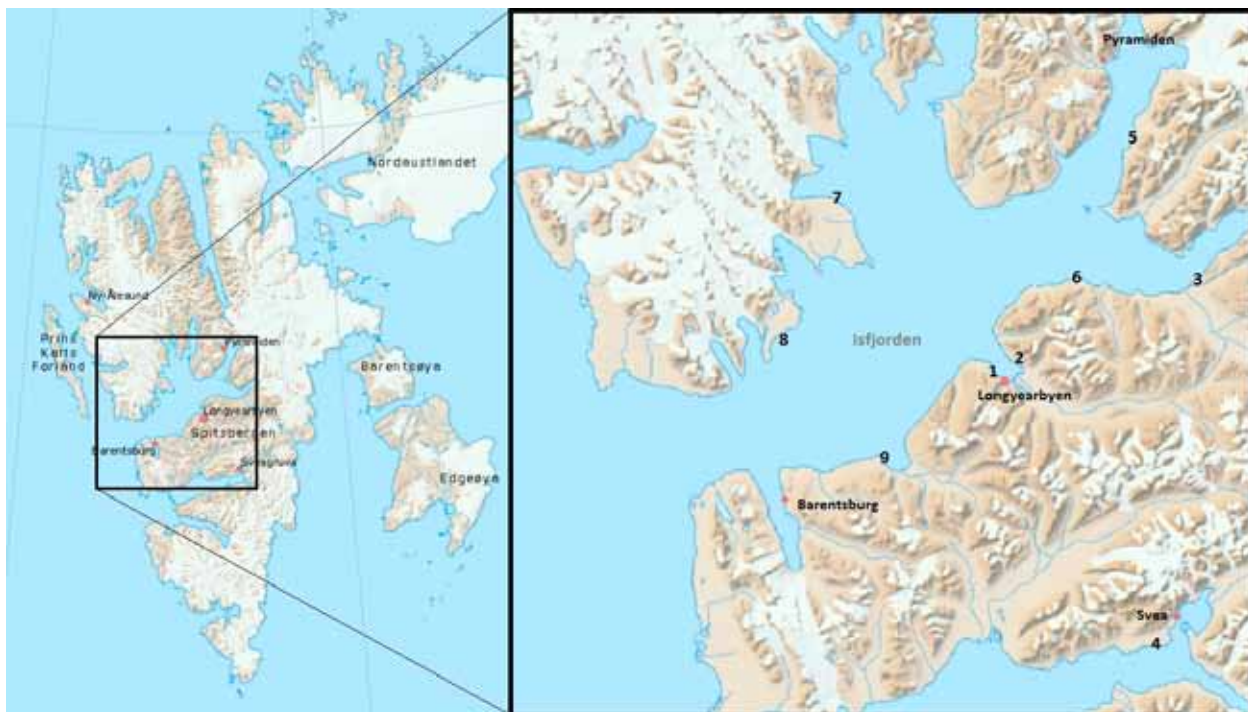 Nordaustlandet
Ny-Ålesund
Prins
Karls
Forland
Pyramiden
Barentsøya
Longyearbyen
Spitsbergen
Barentsburg
Sveagruva
Edgeøya
Pyramiden
5
7
6
3
8
Isfjorden
2
1
Longyearbyen
9
Barentsburg
Svea
4